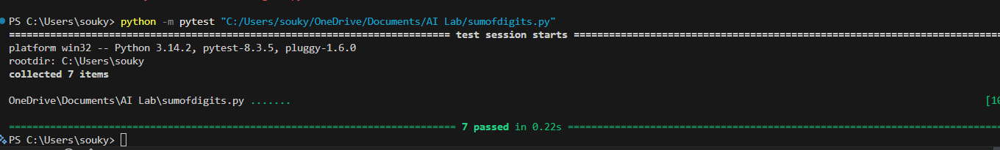 PS C:\Users\souky> python -m pytest "C:/Users/souky/OneDrive/Documents/AI Lab/sumofdigits.py"
============================================================================ test session starts ============================================================================
platform win32 -- Python 3.14.2, pytest-8.3.5, pluggy-1.6.0
rootdir: C:\Users\souky
collected 7 items
OneDrive\Documents\AI Lab\sumofdigits.py ....... [10
============================================================================= 7 passed in 0.22s =============================================================================
PS C:\Users\souky>